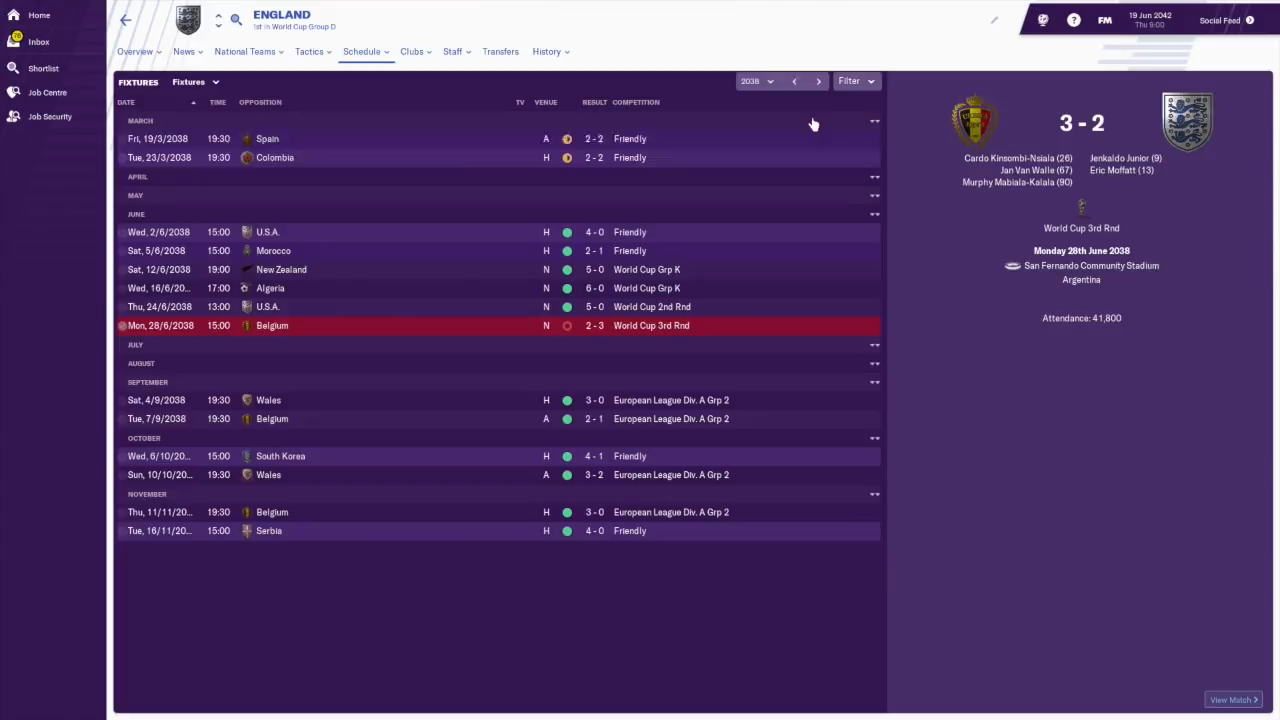 Home
Inbox
78
Shortlist
Job Centre
Job Security
ENGLAND
1st in World Cup Group D
FM
19 Jun 2042
Thu 9:00
Social Feed
Overview News National Teams Tactics Schedule Clubs Staff Transfers History
FIXTURES Fixtures 2038 Filter
DATE TIME OPPOSITION TV VENUE RESULT COMPETITION
MARCH
Fri, 19/3/2038 19:30 Spain A 2 - 2 Friendly
Tue, 23/3/2038 19:30 Colombia H 2 - 2 Friendly
APRIL
MAY
JUNE
Wed, 2/6/2038 15:00 U.S.A. H 4 - 0 Friendly
Sat, 5/6/2038 15:00 Morocco H 2 - 1 Friendly
Sat, 12/6/2038 19:00 New Zealand N 5 - 0 World Cup Grp K
Wed, 16/6/20... 17:00 Algeria N 6 - 0 World Cup Grp K
Thu, 24/6/2038 13:00 U.S.A. N 5 - 0 World Cup 2nd Rnd
Mon, 28/6/2038 15:00 Belgium N 2 - 3 World Cup 3rd Rnd
JULY
AUGUST
SEPTEMBER
Sat, 4/9/2038 19:30 Wales H 3 - 0 European League Div. A Grp 2
Tue, 7/9/2038 19:30 Belgium A 2 - 1 European League Div. A Grp 2
OCTOBER
Wed, 6/10/20... 15:00 South Korea H 4 - 1 Friendly
Sun, 10/10/20... 19:30 Wales A 3 - 2 European League Div. A Grp 2
NOVEMBER
Thu, 11/11/20... 19:30 Belgium H 3 - 0 European League Div. A Grp 2
Tue, 16/11/20... 15:00 Serbia H 4 - 0 Friendly
3 - 2
Cardo Kinsombi-Nsiala (26) Jenkaldo Junior (9)
Jan Van Walle (67) Eric Moffatt (13)
Murphy Mabiala-Kalala (90)
World Cup 3rd Rnd
Monday 28th June 2038
San Fernando Community Stadium
Argentina
Attendance: 41,800
View Match